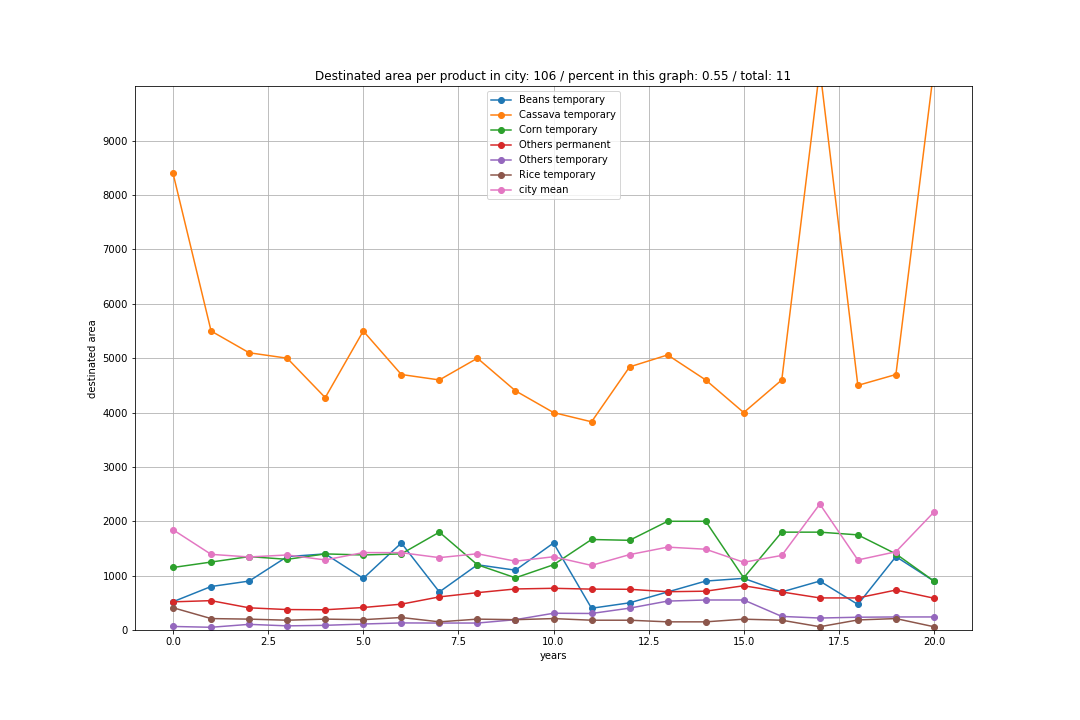 Destinated area per product in city: 106 / percent in this graph: 0.55 / total: 11
Beans temporary
Cassava temporary
Corn temporary
Others permanent
Others temporary
Rice temporary
city mean
destinated area
9000
8000
7000
6000
5000
4000
3000
2000
1000
0
0.0 2.5 5.0 7.5 10.0 12.5 15.0 17.5 20.0
years